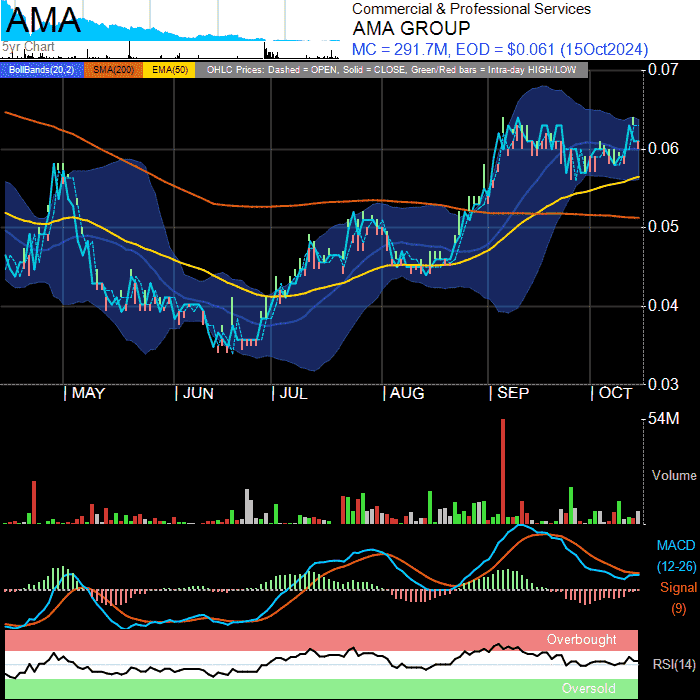 AMA
5yr Chart
Commercial & Professional Services
AMA GROUP
MC = 291.7M, EOD = $0.061 (15Oct2024)
BollBands(20,2) SMA(200) EMA(50) OHLC Prices: Dashed = OPEN, Solid = CLOSE, Green/Red bars = Intra-day HIGH/LOW
0.07
0.06
0.05
0.04
0.03
MAY JUN JUL AUG SEP OCT
54M
Volume
MACD
(12-26)
Signal
(9)
Overbought
RSI(14)
Oversold